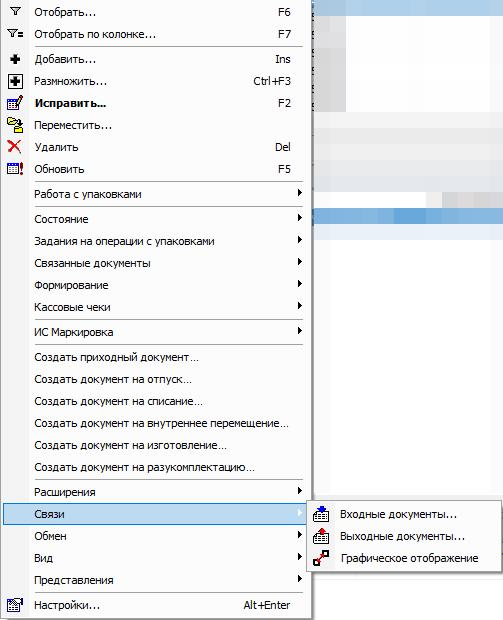 Отобрать... F6
Отобрать по колонке... F7
Добавить... Ins
Размножить... Ctrl+F3
Исправить... F2
Переместить...
Удалить Del
Обновить F5
Работа с упаковками
Состояние
Задания на операции с упаковками
Связанные документы
Формирование
Кассовые чеки
ИС Маркировка
Создать приходный документ...
Создать документ на отпуск...
Создать документ на списание...
Создать документ на внутреннее перемещение...
Создать документ на изготовление...
Создать документ на разукомплектацию...
Расширения
Связи
Входные документы...
Обмен
Выходные документы...
Вид
Графическое отображение
Представления
Настройки... Alt+Enter